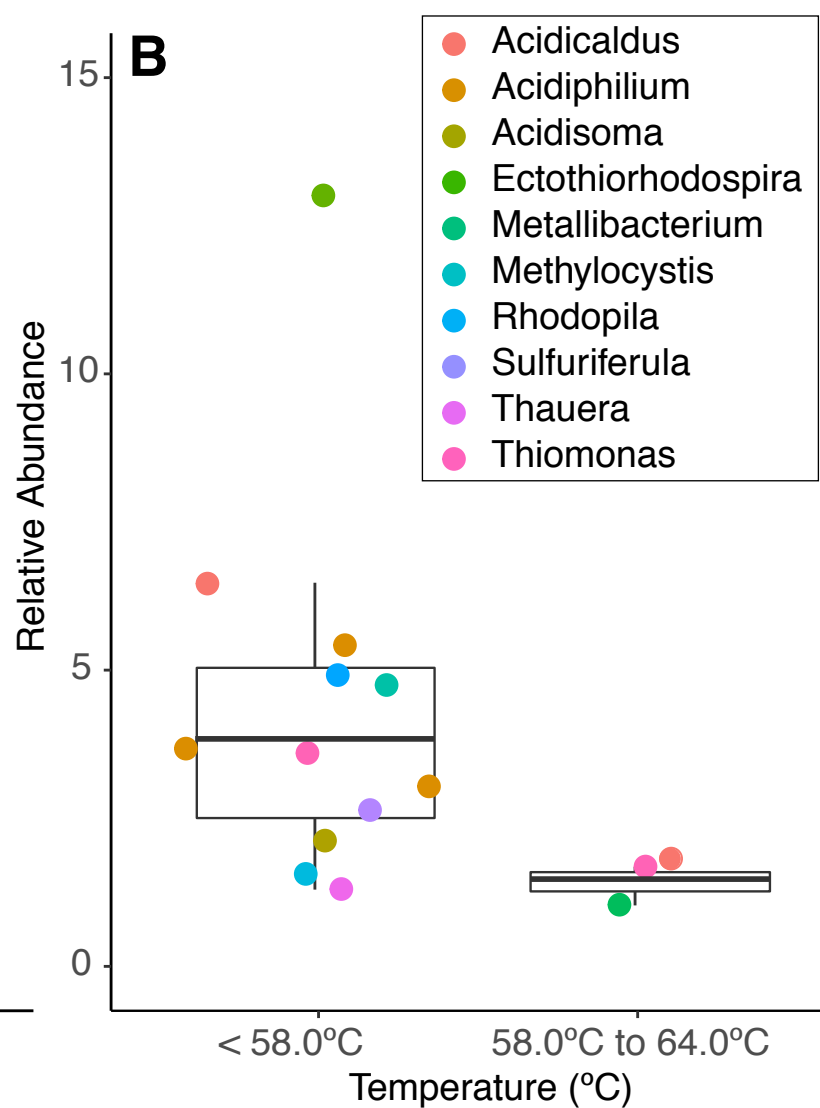 B
Acidicaldus
Acidiphilium
Acidisoma
Ectothiorhodospira
Metallibacterium
Methylocystis
Rhodopila
Sulfuriferula
Thauera
Thiomonas
15
10
5
0
Relative Abundance
< 58.0ºC
58.0ºC to 64.0ºC
Temperature (ºC)